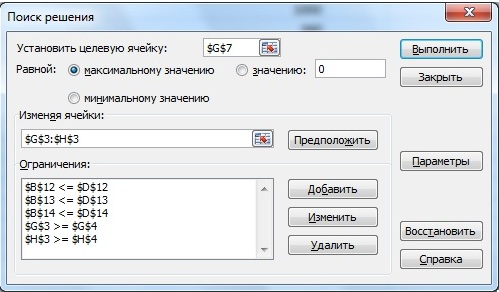 Поиск решения
Установить целевую ячейку: $G$7 Выполнить
Равной: максимальному значению значению: 0 Закрыть
минимальному значению
Изменяя ячейки:
$G$3:$H$3 Предположить
Ограничения: Параметры
$B$12 <= $D$12 Добавить
$B$13 <= $D$13
$B$14 <= $D$14 Изменить
$G$3 >= $G$4 Восстановить
$H$3 >= $H$4 Удалить
Справка